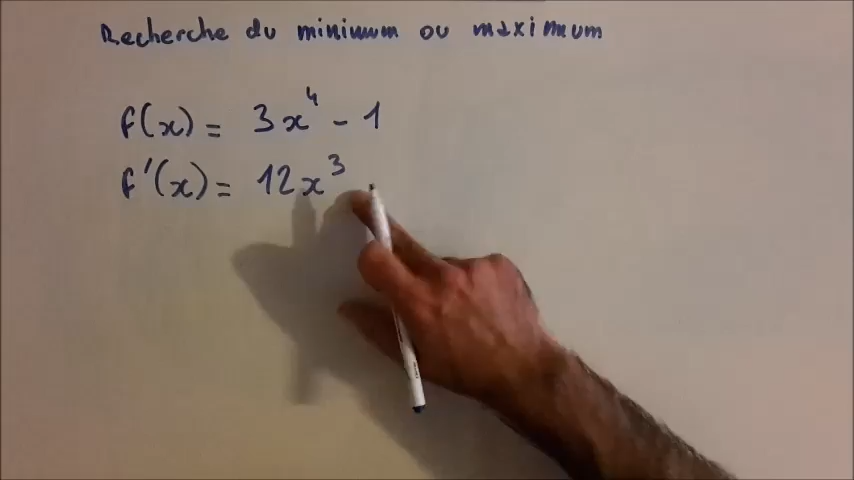 Recherche du minimum ou maximum
f(x) = 3x⁴ - 1
f'(x) = 12x³